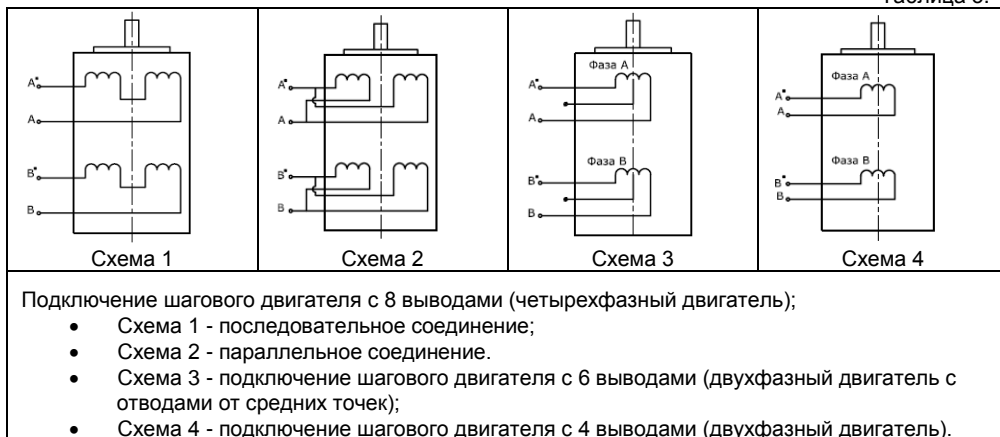 Таблица 3.
A•
A
B•
B
Схема 1
A•
A
B•
B
Схема 2
Фаза A
A•
A
Фаза B
B•
B
Схема 3
Фаза A
A•
A
Фаза B
B•
B
Схема 4
Подключение шагового двигателя с 8 выводами (четырехфазный двигатель);
• Схема 1 - последовательное соединение;
• Схема 2 - параллельное соединение.
• Схема 3 - подключение шагового двигателя с 6 выводами (двухфазный двигатель с
отводами от средних точек);
• Схема 4 - подключение шагового двигателя с 4 выводами (двухфазный двигатель).